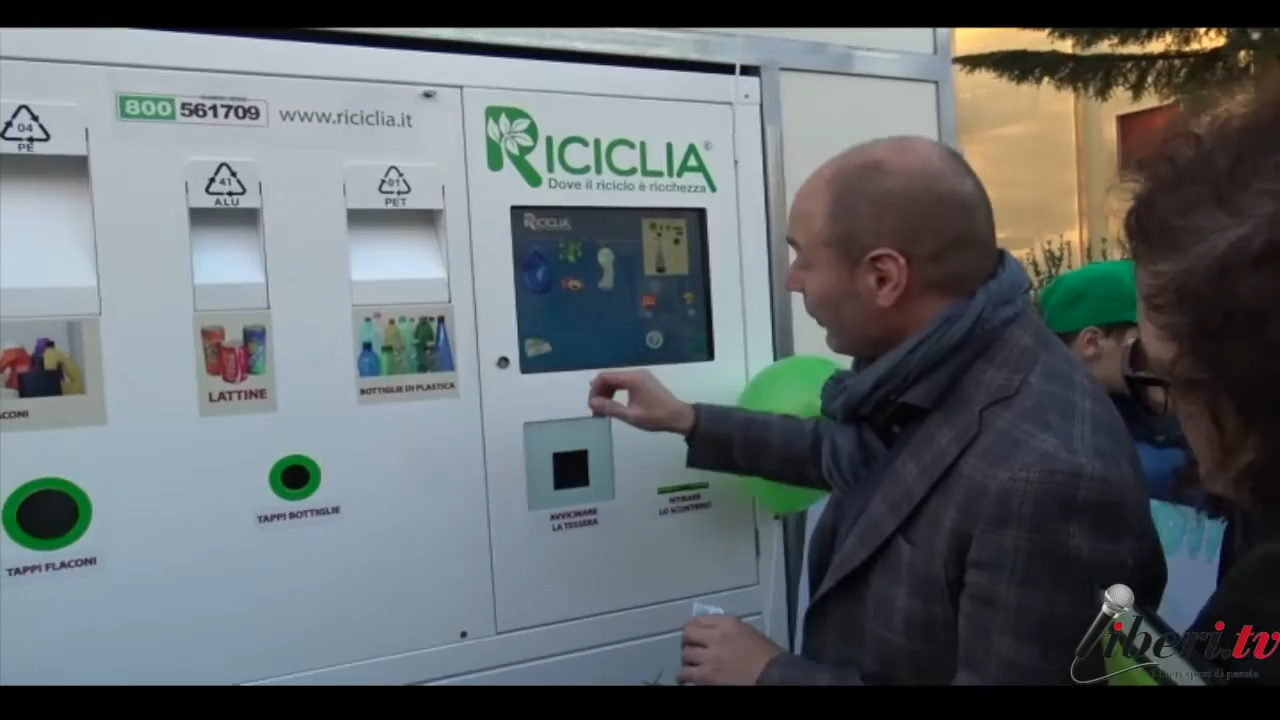 800 561709
www.riciclia.it
RICICLIA©
Dove il riciclo è ricchezza
04
PE
41
ALU
01
PET
RICICLIA
LATTINE
BOTTIGLIE DI PLASTICA
TAPPI BOTTIGLIE
TAPPI FLACONI
AVVICINARE
LA TESSERA
RITIRARE
LO SCONTRINO
liberi.tv